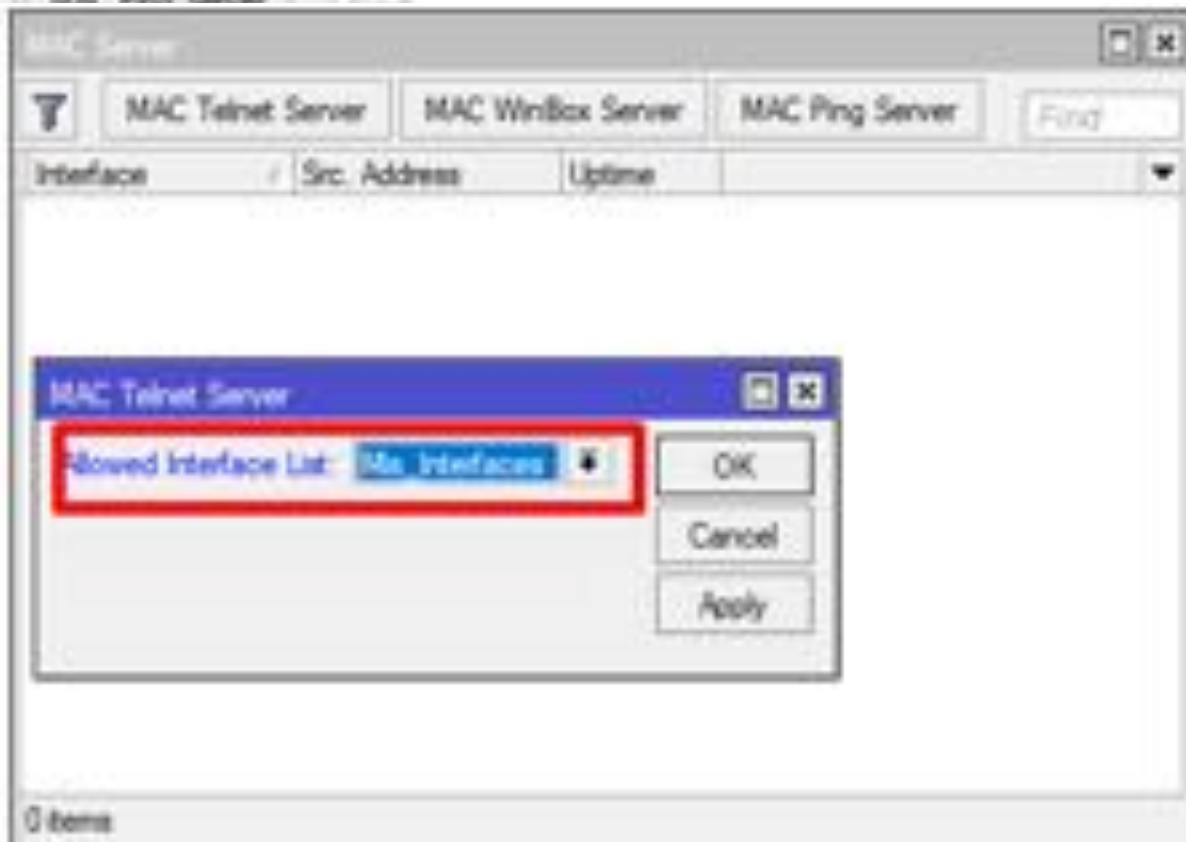 MAC Server
MAC Telnet Server MAC WinBox Server MAC Ping Server Find
Interface Src. Address Uptime
MAC Telnet Server
Allowed Interface List: Mis_Interfaces OK
Cancel
Apply
0 items